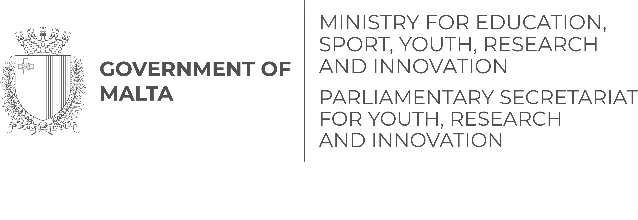 GOVERNMENT OF
MALTA
MINISTRY FOR EDUCATION,
SPORT, YOUTH, RESEARCH
AND INNOVATION
PARLIAMENTARY SECRETARIAT
FOR YOUTH, RESEARCH
AND INNOVATION